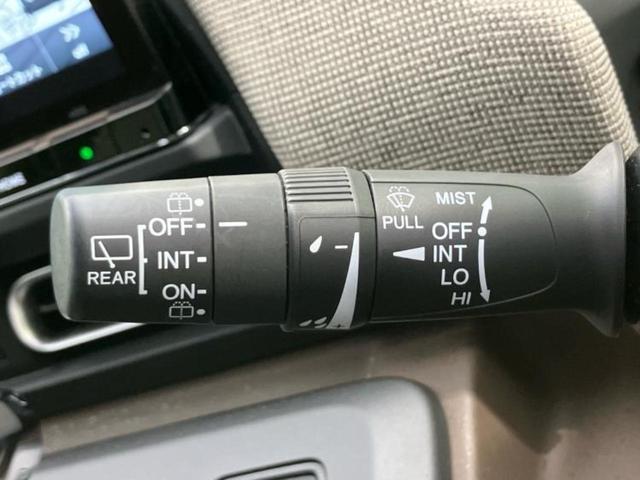 REAR
OFF
INT
ON
PULL
MIST
OFF
INT
LO
HI